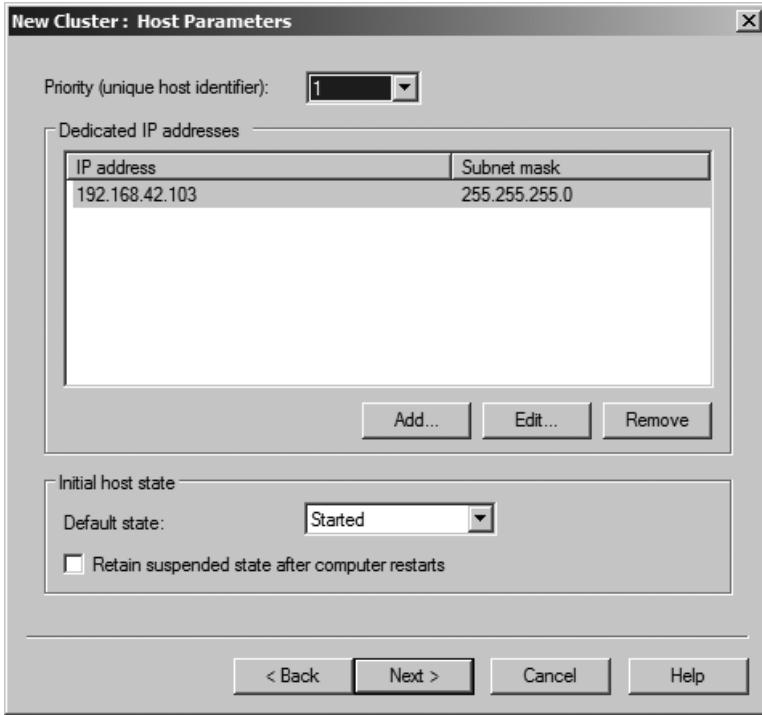 New Cluster : Host Parameters
Priority (unique host identifier): 1
Dedicated IP addresses
IP address Subnet mask
192.168.42.103 255.255.255.0
Add... Edit... Remove
Initial host state
Default state: Started
Retain suspended state after computer restarts
< Back Next > Cancel Help